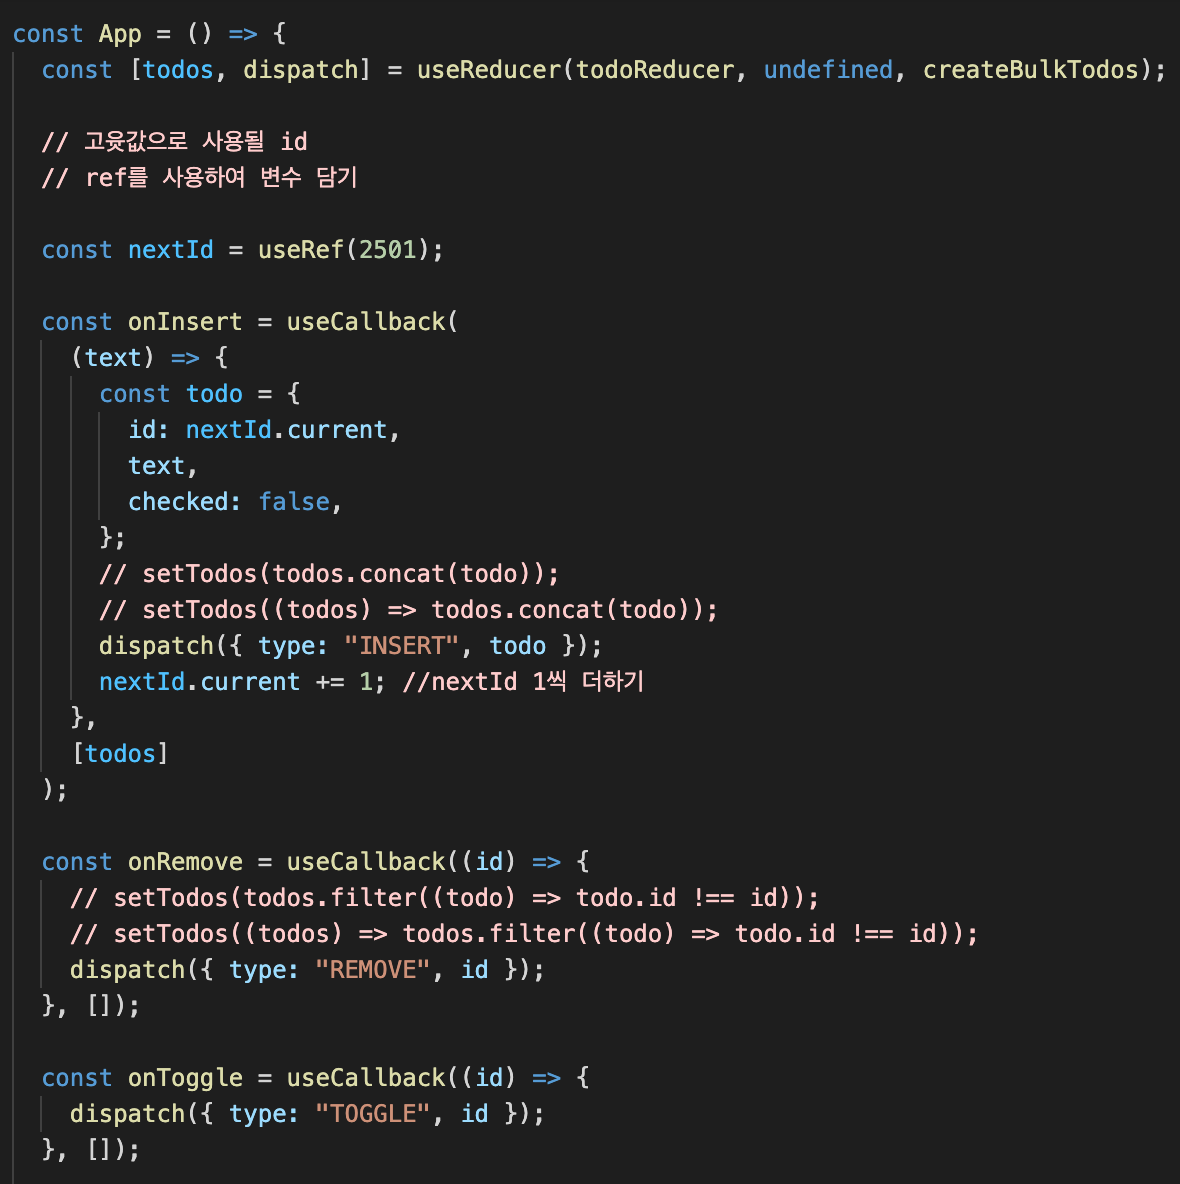 const App = () => {
const [todos, dispatch] = useReducer(todoReducer, undefined, createBulkTodos);
// 고윳값으로 사용될 id
// ref를 사용하여 변수 담기
const nextId = useRef(2501);
const onInsert = useCallback(
(text) => {
const todo = {
id: nextId.current,
text,
checked: false,
};
// setTodos(todos.concat(todo));
// setTodos((todos) => todos.concat(todo));
dispatch({ type: "INSERT", todo });
nextId.current += 1; //nextId 1씩 더하기
},
[todos]
);
const onRemove = useCallback((id) => {
// setTodos(todos.filter((todo) => todo.id !== id));
// setTodos((todos) => todos.filter((todo) => todo.id !== id));
dispatch({ type: "REMOVE", id });
}, []);
const onToggle = useCallback((id) => {
dispatch({ type: "TOGGLE", id });
}, []);